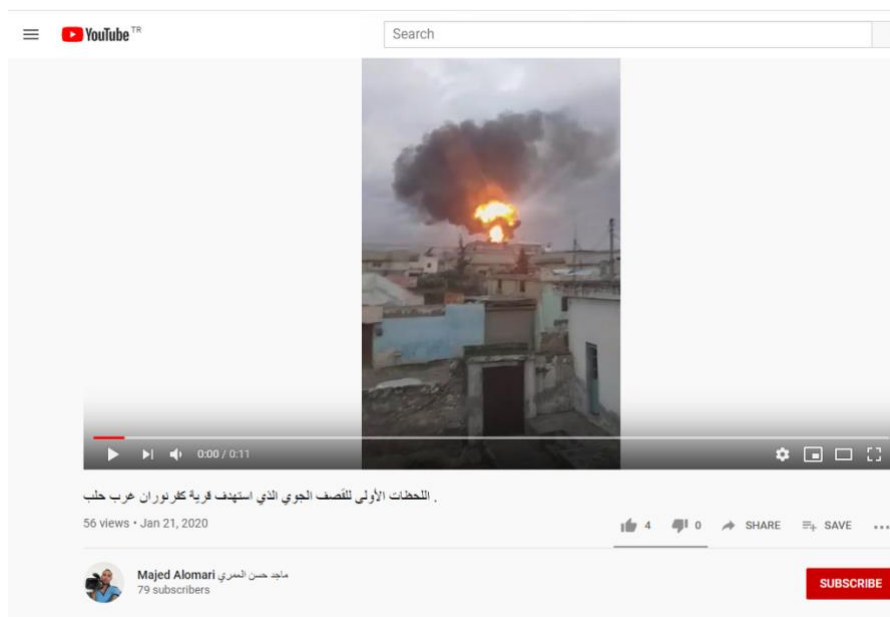 YouTube TR
Search
0:00 / 0:11
اللحظات الأولى للقصف الجوي الذي استهدف قرية كفرنوران غرب حلب .
56 views • Jan 21, 2020
4 0 SHARE SAVE
Majed Alomari ماجد حسن العمري
79 subscribers
SUBSCRIBE